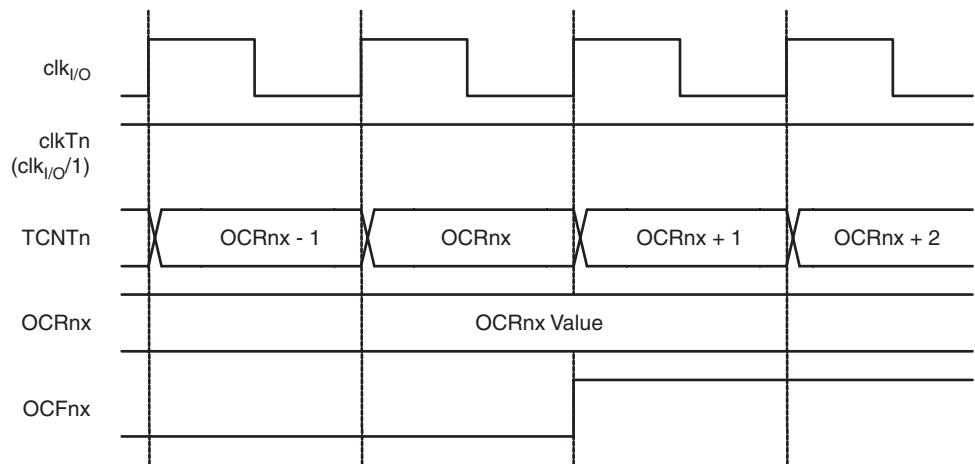 clkI/O
clkTn
(clkI/O/1)
TCNTn
OCRnx - 1
OCRnx
OCRnx + 1
OCRnx + 2
OCRnx
OCRnx Value
OCFnx